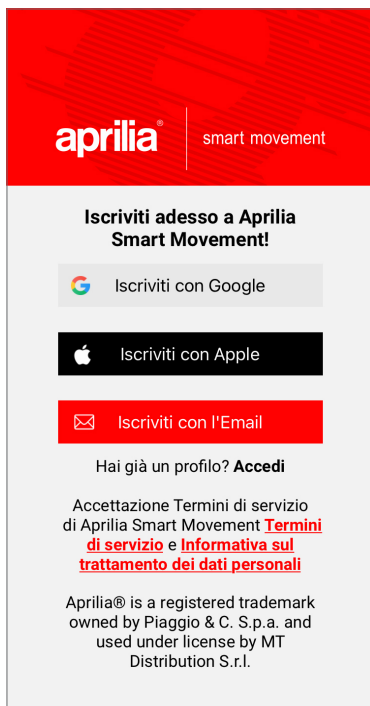 aprilia®
smart movement
Iscriviti adesso a Aprilia
Smart Movement!
Iscriviti con Google
Iscriviti con Apple
Iscriviti con l'Email
Hai già un profilo? Accedi
Accettazione Termini di servizio
di Aprilia Smart Movement Termini
di servizio e Informativa sul
trattamento dei dati personali
Aprilia® is a registered trademark
owned by Piaggio & C. S.p.a. and
used under license by MT
Distribution S.r.l.